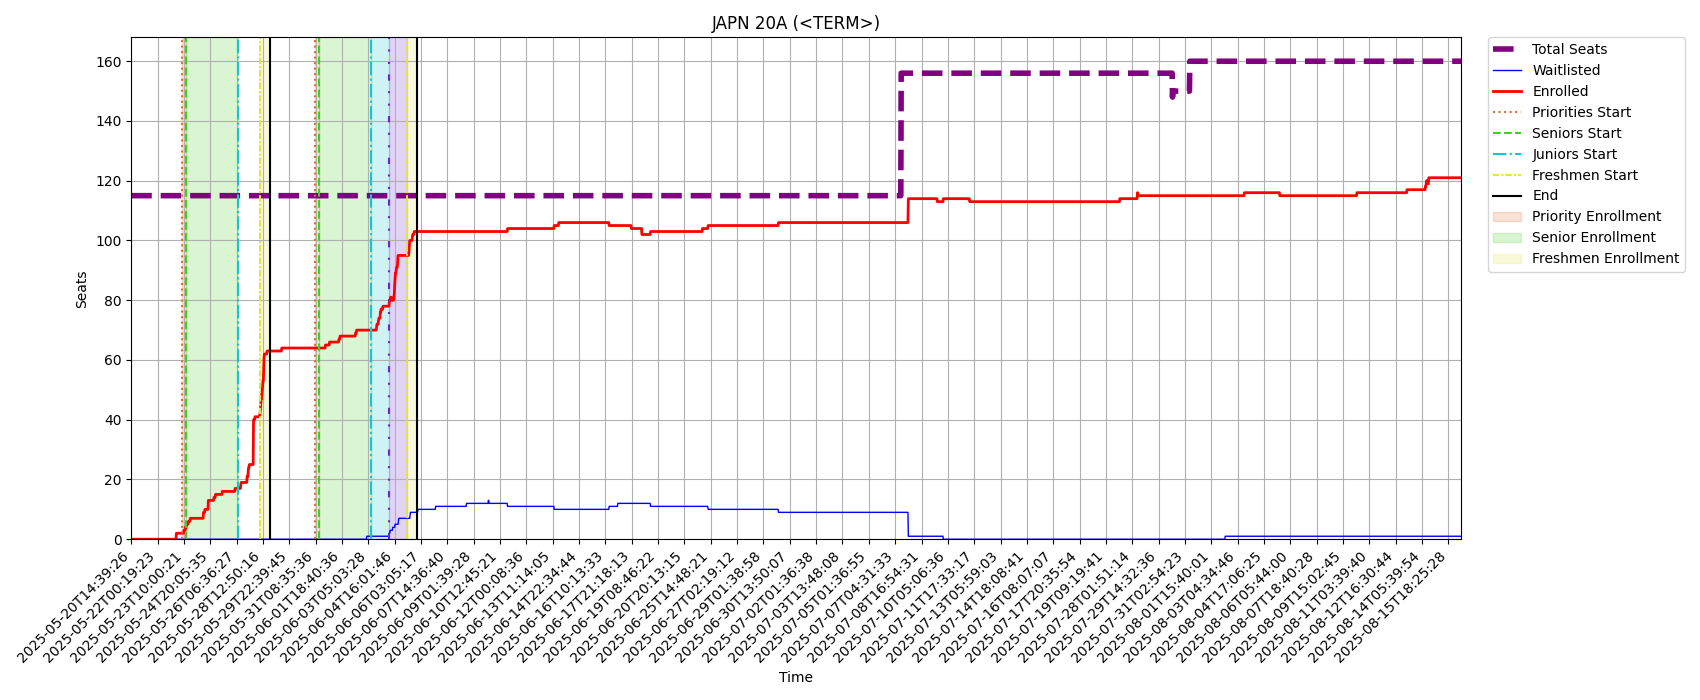 JAPN 20A (<TERM>)
160
140
120
100
80
60
40
20
0
Seats
2025-05-20T14:39:26
2025-05-22T00:19:23
2025-05-23T10:00:21
2025-05-24T20:05:35
2025-05-26T06:36:27
2025-05-28T12:50:16
2025-05-29T22:39:45
2025-05-31T08:35:36
2025-06-01T18:40:36
2025-06-03T05:03:28
2025-06-04T16:01:46
2025-06-06T03:05:17
2025-06-07T14:36:40
2025-06-09T01:39:28
2025-06-10T12:45:21
2025-06-12T00:08:36
2025-06-13T11:14:05
2025-06-14T22:34:44
2025-06-16T10:13:33
2025-06-17T21:18:13
2025-06-19T08:46:22
2025-06-20T20:13:15
2025-06-25T14:48:21
2025-06-27T02:19:12
2025-06-29T01:38:58
2025-06-30T13:50:07
2025-07-02T01:36:38
2025-07-03T13:48:08
2025-07-05T01:36:55
2025-07-07T04:31:33
2025-07-08T16:54:31
2025-07-10T05:06:36
2025-07-11T17:33:17
2025-07-13T05:59:03
2025-07-14T18:08:41
2025-07-16T08:07:07
2025-07-17T20:35:54
2025-07-19T09:19:41
2025-07-28T01:51:14
2025-07-29T14:32:36
2025-07-31T02:54:23
2025-08-01T15:40:01
2025-08-03T04:34:46
2025-08-04T17:06:25
2025-08-06T05:44:00
2025-08-07T18:40:28
2025-08-09T15:02:45
2025-08-11T03:39:40
2025-08-12T16:30:44
2025-08-14T05:39:54
2025-08-15T18:25:28
Time
Total Seats
Waitlisted
Enrolled
Priorities Start
Seniors Start
Juniors Start
Freshmen Start
End
Priority Enrollment
Senior Enrollment
Freshmen Enrollment